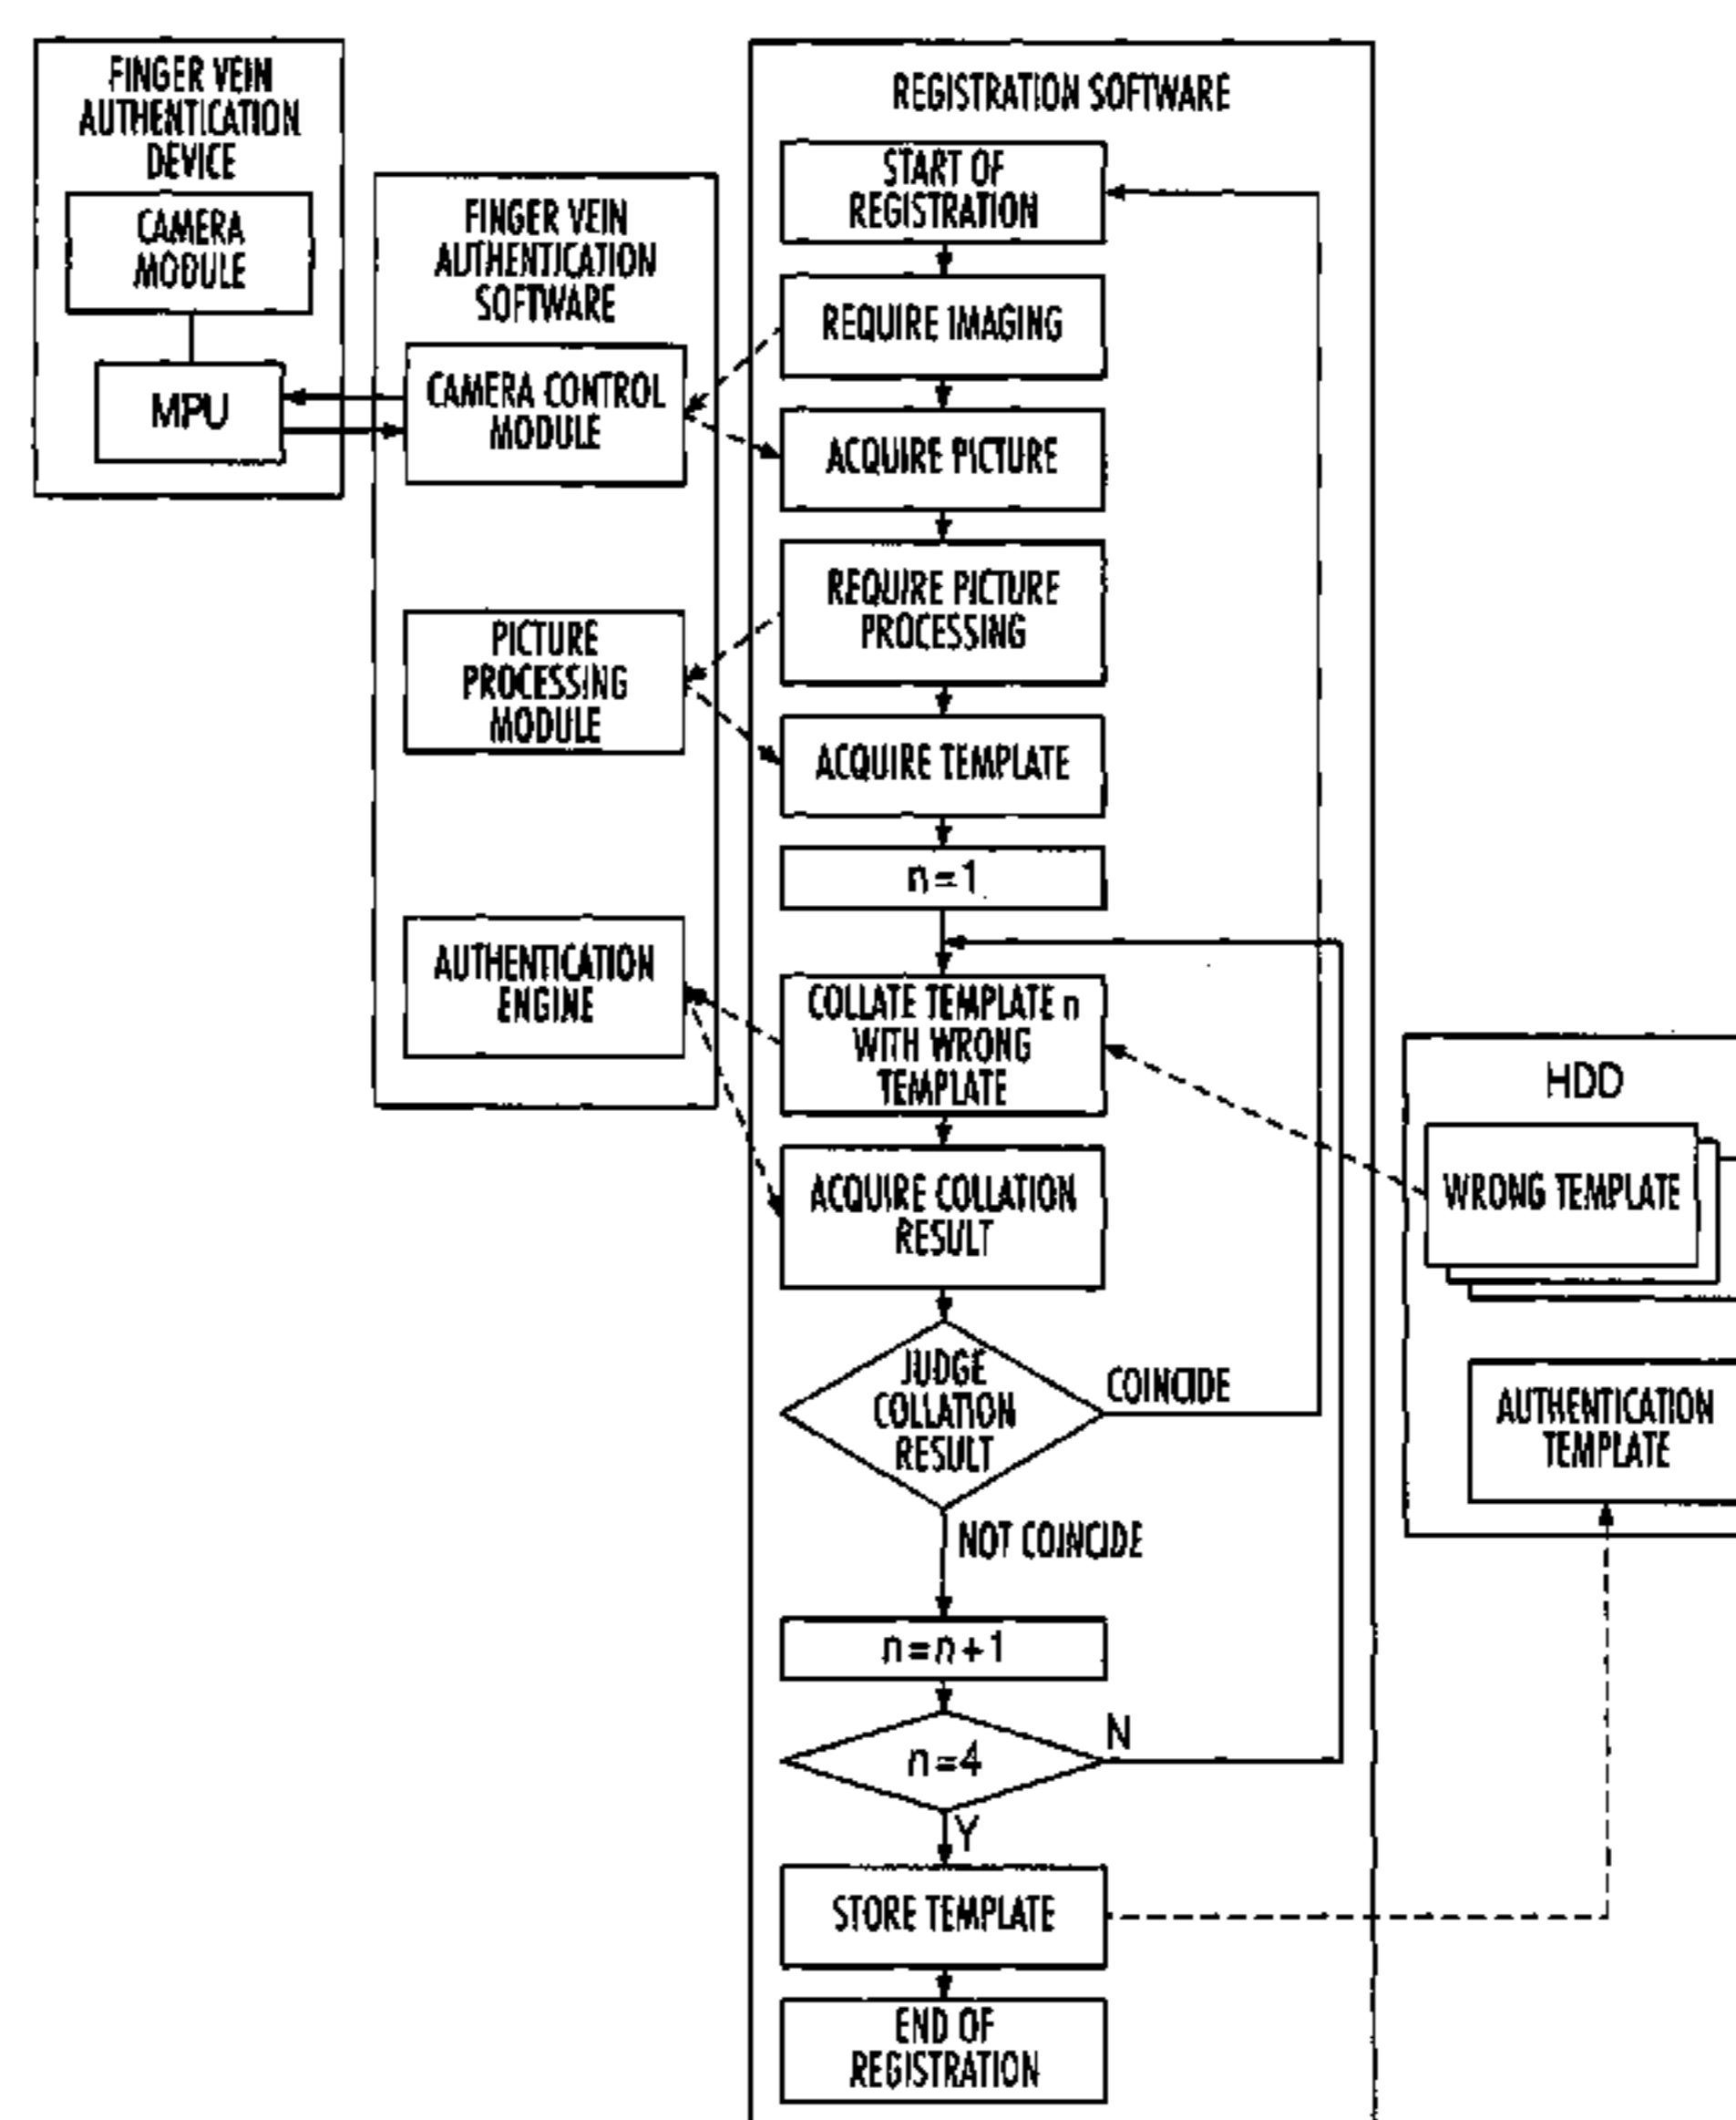 FINGER VEIN
AUTHENTICATION
DEVICE
CAMERA
MODULE
MPU
FINGER VEIN
AUTHENTICATION
SOFTWARE
CAMERA CONTROL
MODULE
PICTURE
PROCESSING
MODULE
AUTHENTICATION
ENGINE
REGISTRATION SOFTWARE
START OF
REGISTRATION
REQUIRE IMAGING
ACQUIRE PICTURE
REQUIRE PICTURE
PROCESSING
ACQUIRE TEMPLATE
n=1
COLLATE TEMPLATE n
WITH WRONG
TEMPLATE
ACQUIRE COLLATION
RESULT
JUDGE
COLLATION
RESULT
COINCIDE
NOT COINCIDE
n=n+1
n=4
N
Y
STORE TEMPLATE
END OF
REGISTRATION
HDD
WRONG TEMPLATE
AUTHENTICATION
TEMPLATE